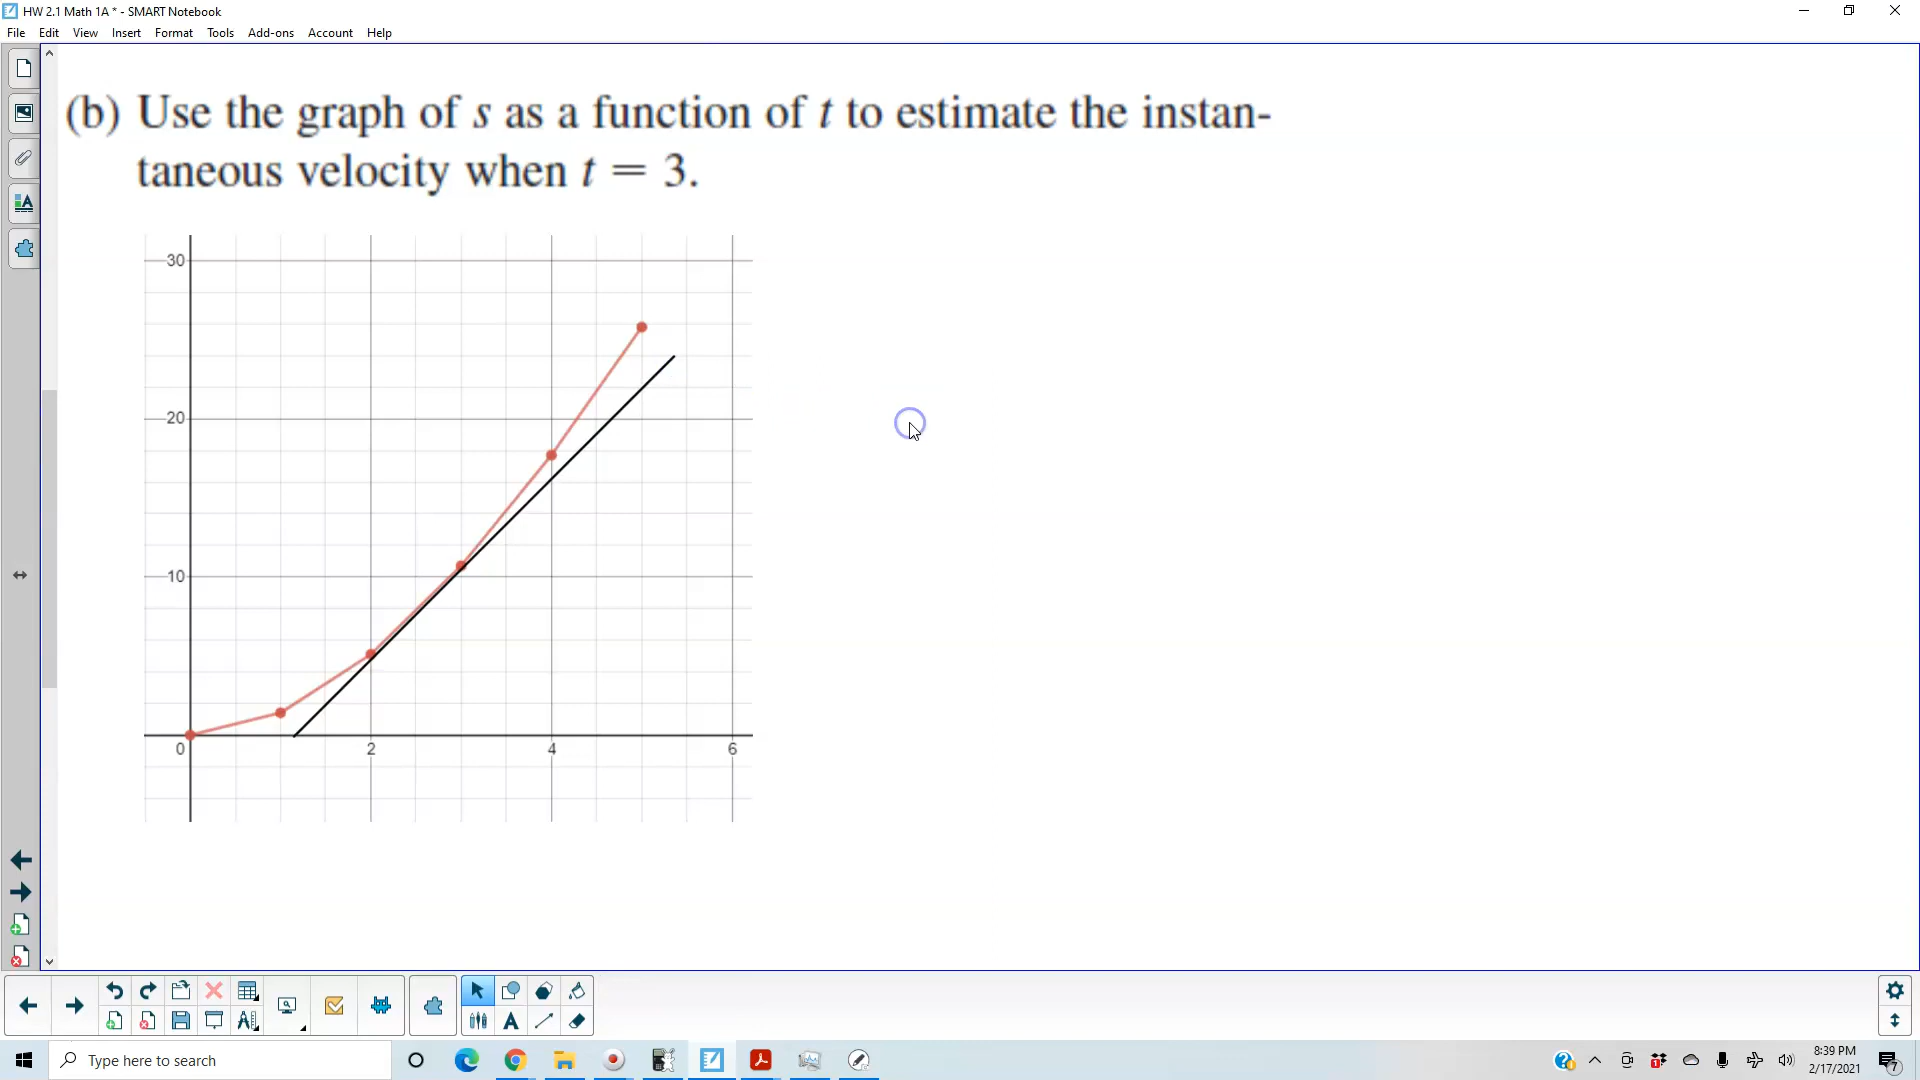 HW 2.1 Math 1A * - SMART Notebook
File Edit View Insert Format Tools Add-ons Account Help
(b) Use the graph of s as a function of t to estimate the instan-
taneous velocity when t = 3.
30
20
10
0 2 4 6
Type here to search
8:39 PM
2/17/2021
7